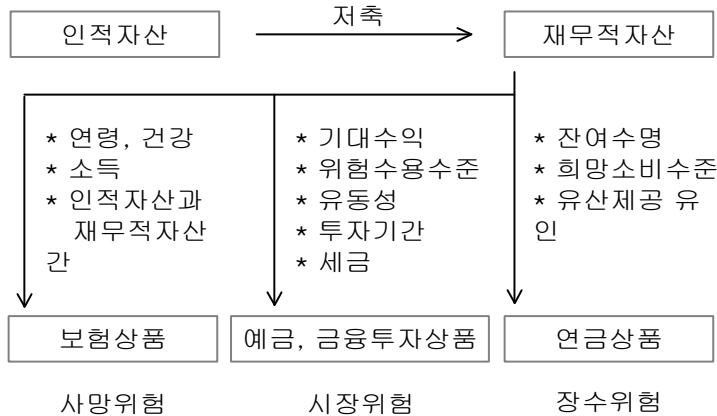 저축
인적자산
재무적자산
* 연령, 건강
* 소득
* 인적자산과
재무적자산
간
* 기대수익
* 위험수용수준
* 유동성
* 투자기간
* 세금
* 잔여수명
* 희망소비수준
* 유산제공 유
인
보험상품
예금, 금융투자상품
연금상품
사망위험
시장위험
장수위험